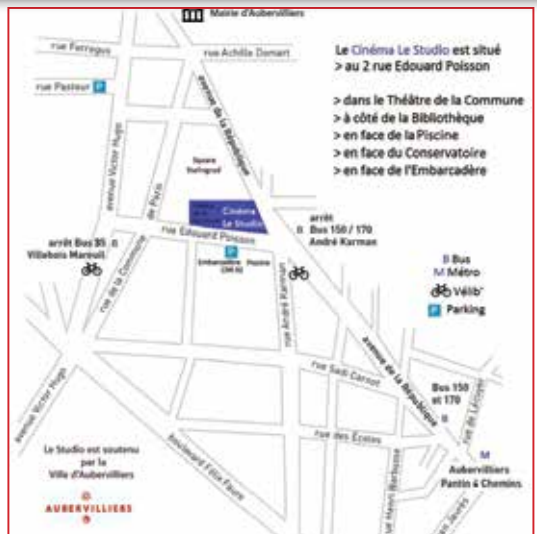 Mairie d'Aubervilliers
rue Ferragus
rue Achille Domart
rue Pasteur P
Le Cinéma Le Studio est situé
> au 2 rue Edouard Poisson
> dans le Théâtre de la Commune
> à côté de la Bibliothèque
> en face de la Piscine
> en face du Conservatoire
> en face de l'Embarcadère
avenue de la République
avenue Victor Hugo
Square
Stalingrad
rue de la Commune
de Paris
Cinéma
Le Studio
rue Edouard Poisson
P
Embarcadère
Piscine
arrêt
B Bus 150 / 170
André Karman
arrêt Bus 35 B
Villebois Mareuil
rue André Karman
B Bus
M Métro
Vélib'
P Parking
avenue de la République
rue Sadi Carnot
Bus 150
et 170
B
rue des Ecoles
rue Henri Barbusse
M
Aubervilliers
Pantin 4 Chemins
avenue Victor Hugo
boulevard Félix Faure
Le Studio est soutenu
par la
Ville d'Aubervilliers
AUBERVILLIERS